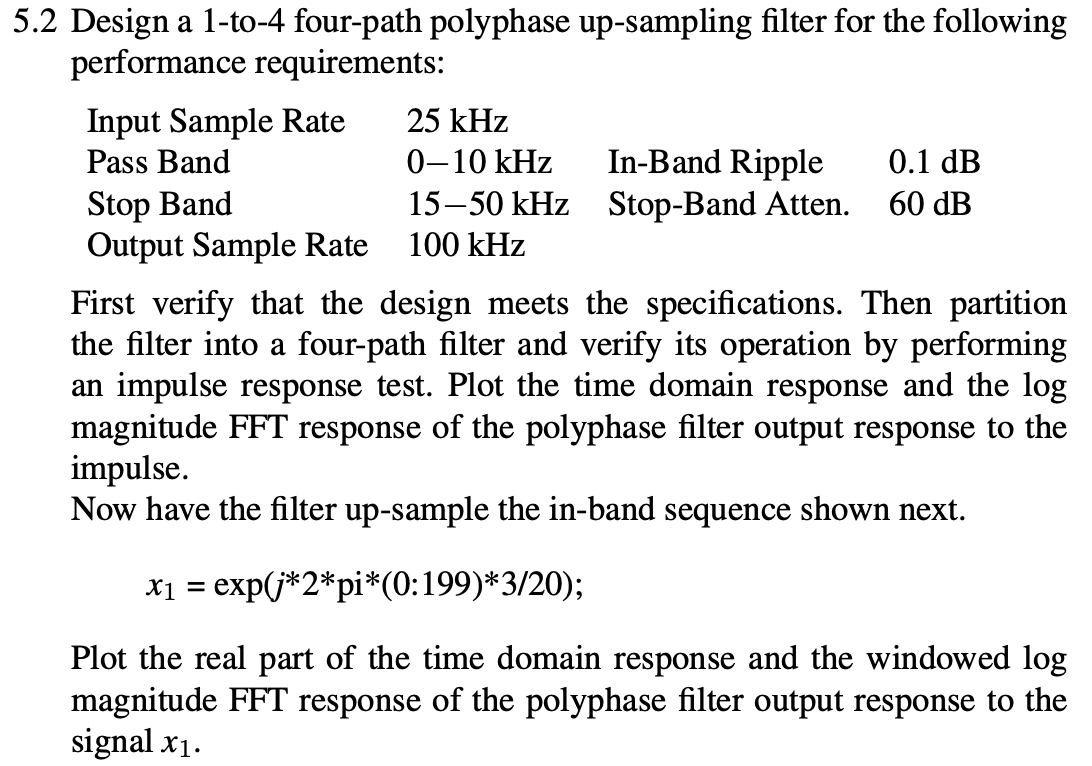 5.2 Design a 1-to-4 four-path polyphase up-sampling filter for the following
performance requirements:
Input Sample Rate 25 kHz
Pass Band 0–10 kHz In-Band Ripple 0.1 dB
Stop Band 15–50 kHz Stop-Band Atten. 60 dB
Output Sample Rate 100 kHz
First verify that the design meets the specifications. Then partition
the filter into a four-path filter and verify its operation by performing
an impulse response test. Plot the time domain response and the log
magnitude FFT response of the polyphase filter output response to the
impulse.
Now have the filter up-sample the in-band sequence shown next.
x₁ = exp(j*2*pi*(0:199)*3/20);
Plot the real part of the time domain response and the windowed log
magnitude FFT response of the polyphase filter output response to the
signal x₁.